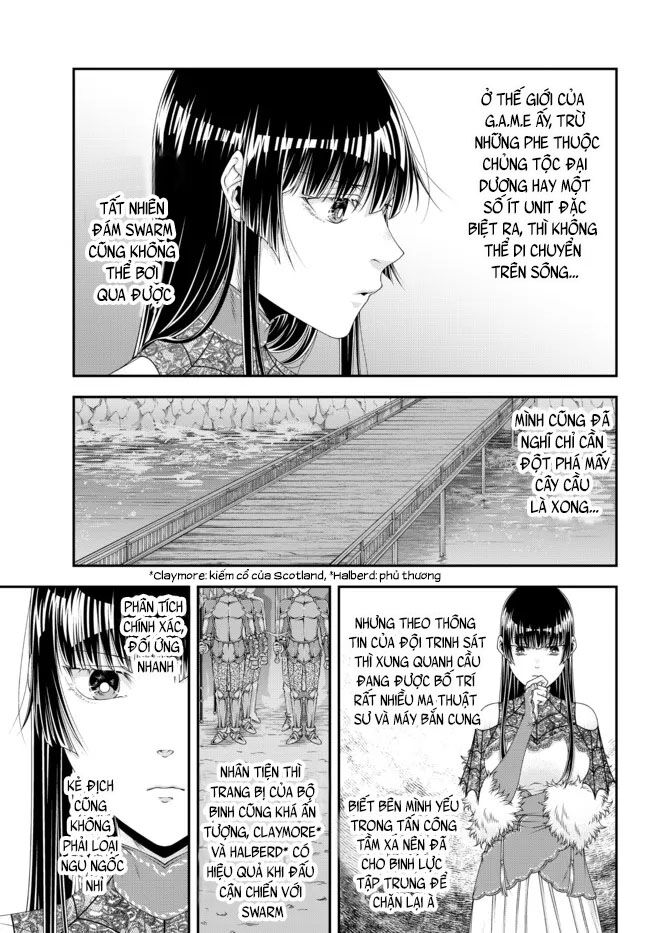 Ở THẾ GIỚI CỦA
G.A.M.E ẤY, TRỪ
NHỮNG PHE THUỘC
CHỦNG TỘC ĐẠI
DƯƠNG HAY MỘT
SỐ ÍT UNIT ĐẶC
BIỆT RA, THÌ KHÔNG
THỂ DI CHUYỂN
TRÊN SÔNG...
TẤT NHIÊN
ĐÁM SWARM
CŨNG KHÔNG
THỂ BƠI
QUA ĐƯỢC
MÌNH CŨNG ĐÃ
NGHĨ CHỈ CẦN
ĐỘT PHÁ MẤY
CÂY CẦU
LÀ XONG...
*Claymore: kiếm cổ của Scotland, *Halberd: phủ thương
NHƯNG THEO THÔNG
TIN CỦA ĐỘI TRINH SÁT
THÌ XUNG QUANH CẦU
ĐANG ĐƯỢC BỐ TRÍ
RẤT NHIỀU MA THUẬT
SƯ VÀ MÁY BẮN CUNG
BIẾT BÊN MÌNH YẾU
TRONG TẤN CÔNG
TẦM XA NÊN ĐÃ
CHO BINH LỰC
TẬP TRUNG ĐỂ
CHẶN LẠI À
NHÂN TIỆN THÌ
TRANG BỊ CỦA BỘ
BINH CŨNG KHÁ ẤN
TƯỢNG, CLAYMORE*
VÀ HALBERD* CÓ
HIỆU QUẢ KHI ĐẤU
CẬN CHIẾN VỚI
SWARM
PHÂN TÍCH
CHÍNH XÁC,
ĐỐI ỨNG
NHANH
KẺ ĐỊCH
CŨNG
KHÔNG
PHẢI LOẠI
NGU NGỐC
NHỈ